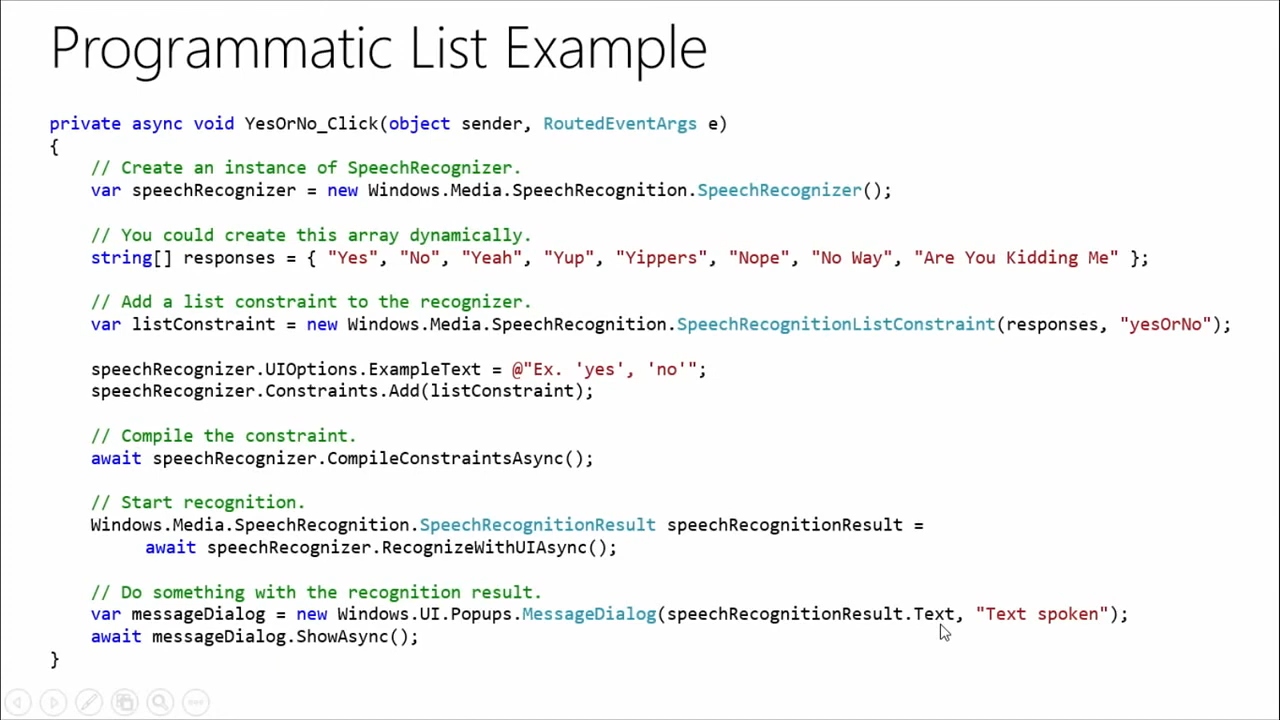 Programmatic List Example
private async void YesOrNo_Click(object sender, RoutedEventArgs e)
{
// Create an instance of SpeechRecognizer.
var speechRecognizer = new Windows.Media.SpeechRecognition.SpeechRecognizer();
// You could create this array dynamically.
string[] responses = { "Yes", "No", "Yeah", "Yup", "Yippers", "Nope", "No Way", "Are You Kidding Me" };
// Add a list constraint to the recognizer.
var listConstraint = new Windows.Media.SpeechRecognition.SpeechRecognitionListConstraint(responses, "yesOrNo");
speechRecognizer.UIOptions.ExampleText = @"Ex. 'yes', 'no'";
speechRecognizer.Constraints.Add(listConstraint);
// Compile the constraint.
await speechRecognizer.CompileConstraintsAsync();
// Start recognition.
Windows.Media.SpeechRecognition.SpeechRecognitionResult speechRecognitionResult =
await speechRecognizer.RecognizeWithUIAsync();
// Do something with the recognition result.
var messageDialog = new Windows.UI.Popups.MessageDialog(speechRecognitionResult.Text, "Text spoken");
await messageDialog.ShowAsync();
}